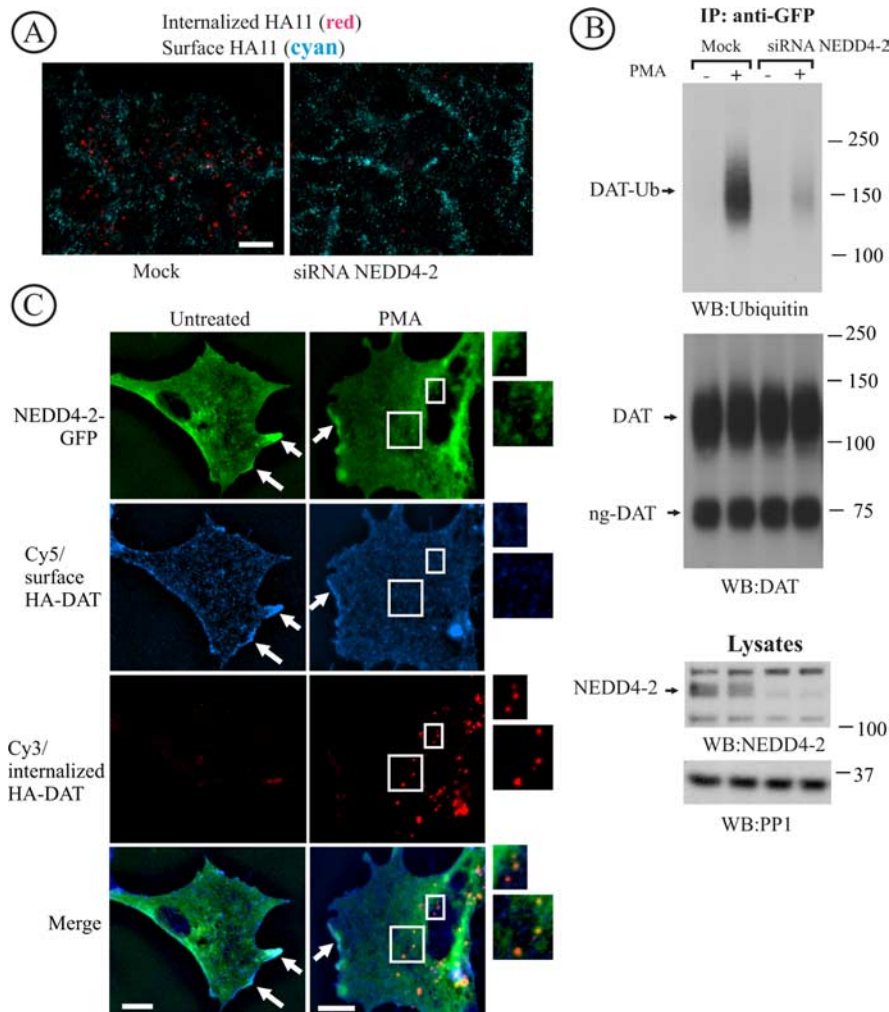 A
Internalized HA11 (red)
Surface HA11 (cyan)
Mock
siRNA NEDD4-2
B
IP: anti-GFP
Mock
siRNA NEDD4-2
PMA
- + - +
250
DAT-Ub
150
100
WB:Ubiquitin
250
150
DAT
100
ng-DAT
75
WB:DAT
Lysates
NEDD4-2
100
WB:NEDD4-2
37
WB:PP1
C
Untreated
PMA
NEDD4-2-
GFP
Cy5/
surface
HA-DAT
Cy3/
internalized
HA-DAT
Merge